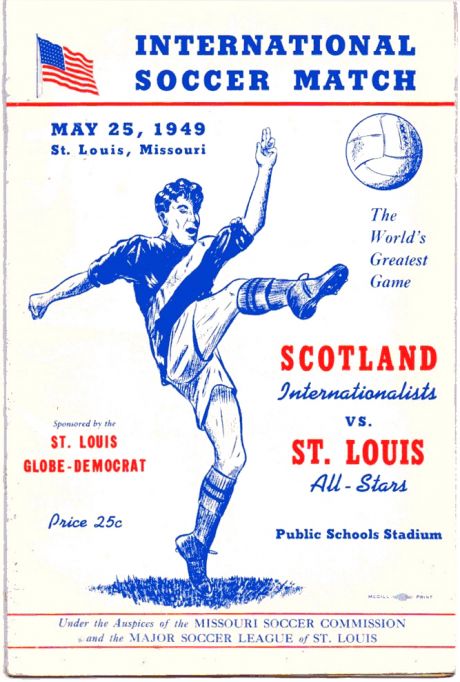 INTERNATIONAL
SOCCER MATCH
MAY 25, 1949
St. Louis, Missouri
The
World's
Greatest
Game
SCOTLAND
Internationalists
VS.
ST. LOUIS
All-Stars
Sponsored by the
ST. LOUIS
GLOBE-DEMOCRAT
Price 25c
Public Schools Stadium
MCGILL PRINT
Under the Auspices of the MISSOURI SOCCER COMMISSION
and the MAJOR SOCCER LEAGUE of ST. LOUIS